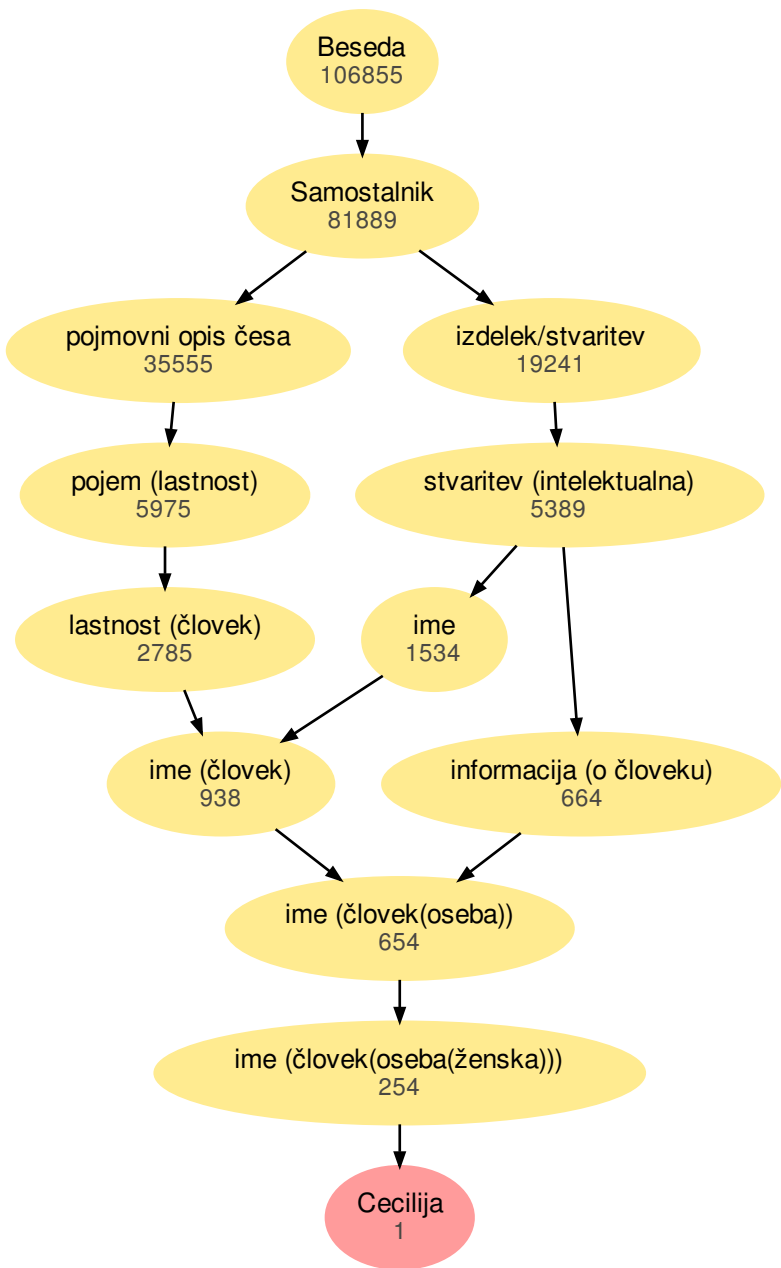 Beseda
106855
Samostalnik
81889
pojmovni opis česa
35555
izdelek/stvaritev
19241
pojem (lastnost)
5975
stvaritev (intelektualna)
5389
lastnost (človek)
2785
ime
1534
ime (človek)
938
informacija (o človeku)
664
ime (človek(oseba))
654
ime (človek(oseba(ženska)))
254
Cecilija
1